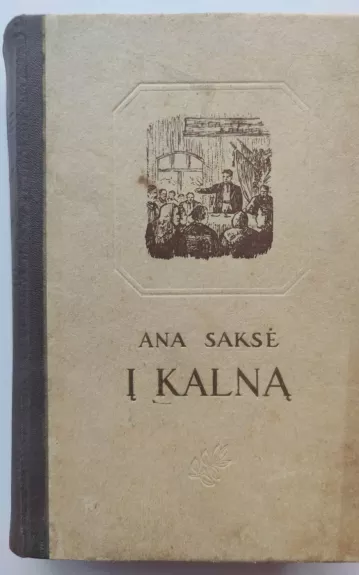 ANA SAKSĖ
Į KALNĄ